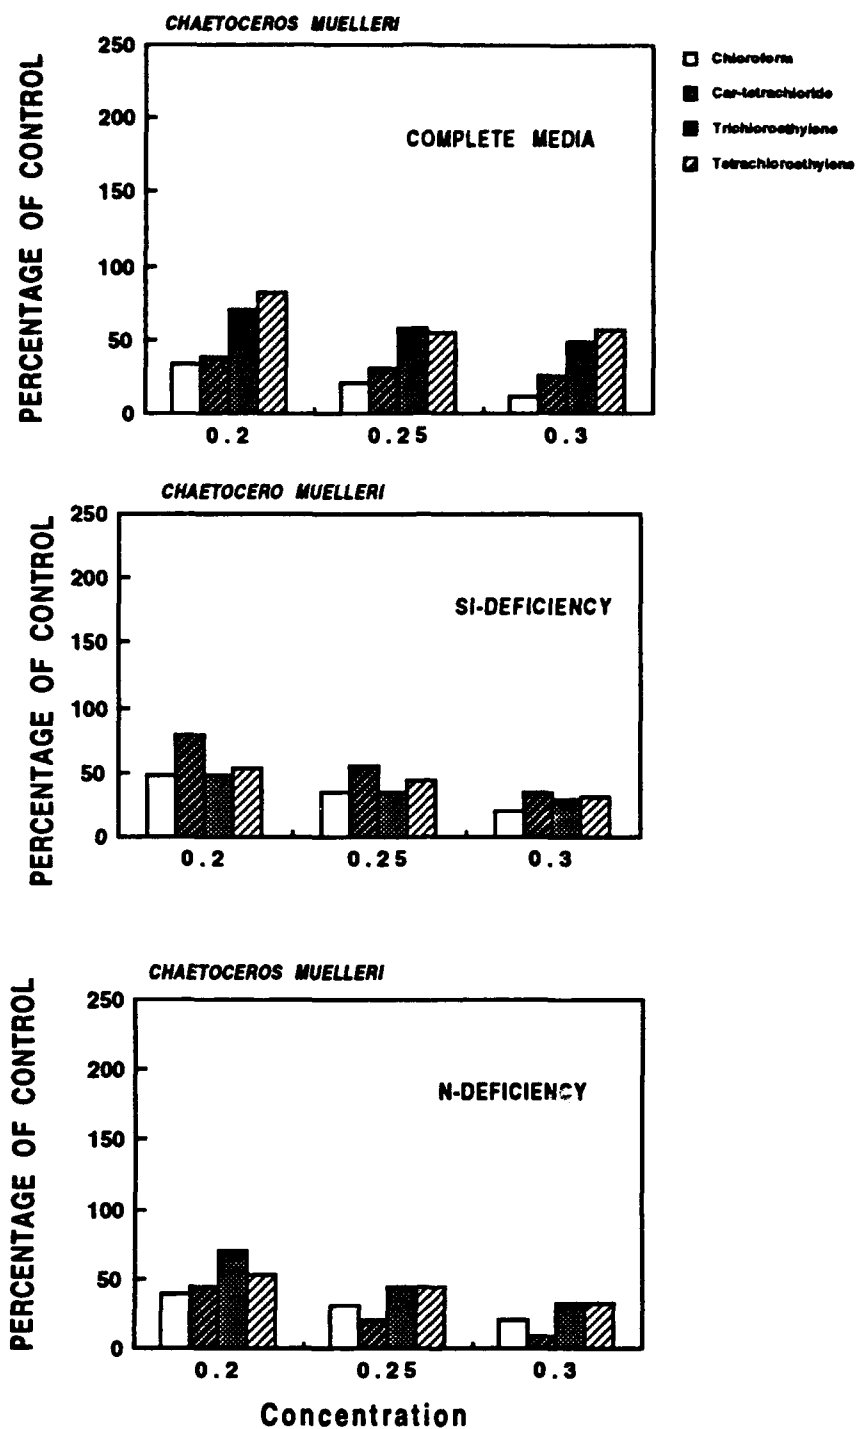 CHAETOCEROS MUELLERI
250
200
150
100
50
0
PERCENTAGE OF CONTROL
COMPLETE MEDIA
0.2 0.25 0.3
Chloroform
Car-tetrachloride
Trichloroethylene
Tetrachloroethylene
CHAETOCERO MUELLERI
250
200
150
100
50
0
PERCENTAGE OF CONTROL
SI-DEFICIENCY
0.2 0.25 0.3
CHAETOCEROS MUELLERI
250
200
150
100
50
0
PERCENTAGE OF CONTROL
N-DEFICIENCY
0.2 0.25 0.3
Concentration